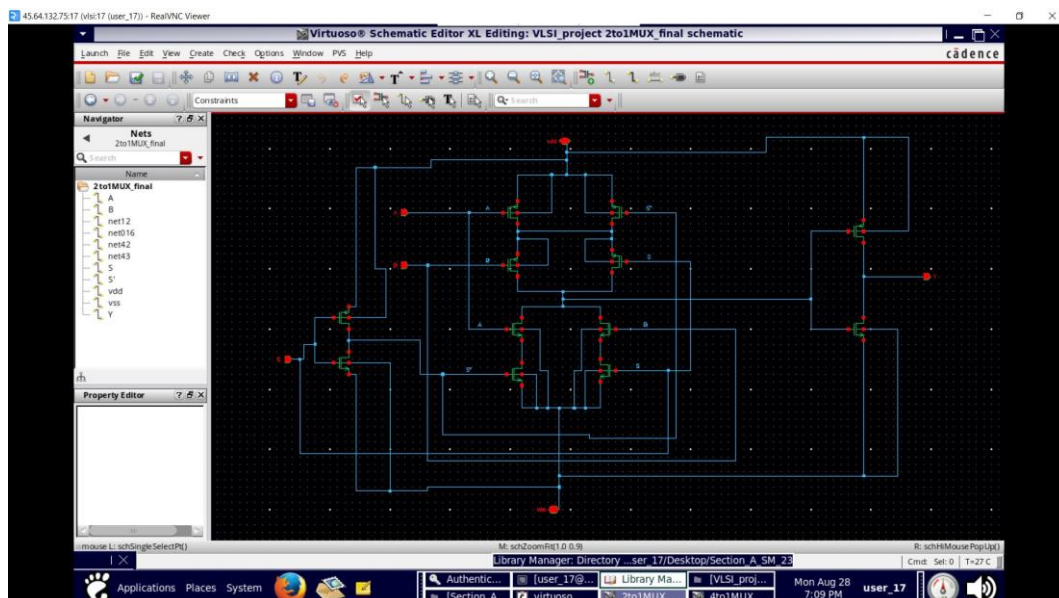 45.64.132.75:17 (vlsi:17 (user_17)) - RealVNC Viewer
Virtuoso® Schematic Editor XL Editing: VLSI_project 2to1MUX_final schematic
Launch File Edit View Create Check Options Window PVS Help
cādence
Constraints
Search
Navigator
Nets
2to1MUX_final
Search
Name
2to1MUX_final
A
B
net12
net016
net42
net43
S
S'
vdd
vss
Y
Property Editor
vdd
A
S'
B
S
A
B
S'
S
mouse L: schSingleSelectPt()
M: schZoomFit(1.0 0.9)
R: schHiMousePopUp()
Library Manager: Directory ...ser_17/Desktop/Section_A_SM_23
Cmd: Sel: 0
T=27 C
Applications Places System
Authentic...
[user_17@...
Library Ma...
[VLSI_proj...
[Section_A
virtuoso
2to1MUX
4to1MUX
Mon Aug 28
7:09 PM
user_17